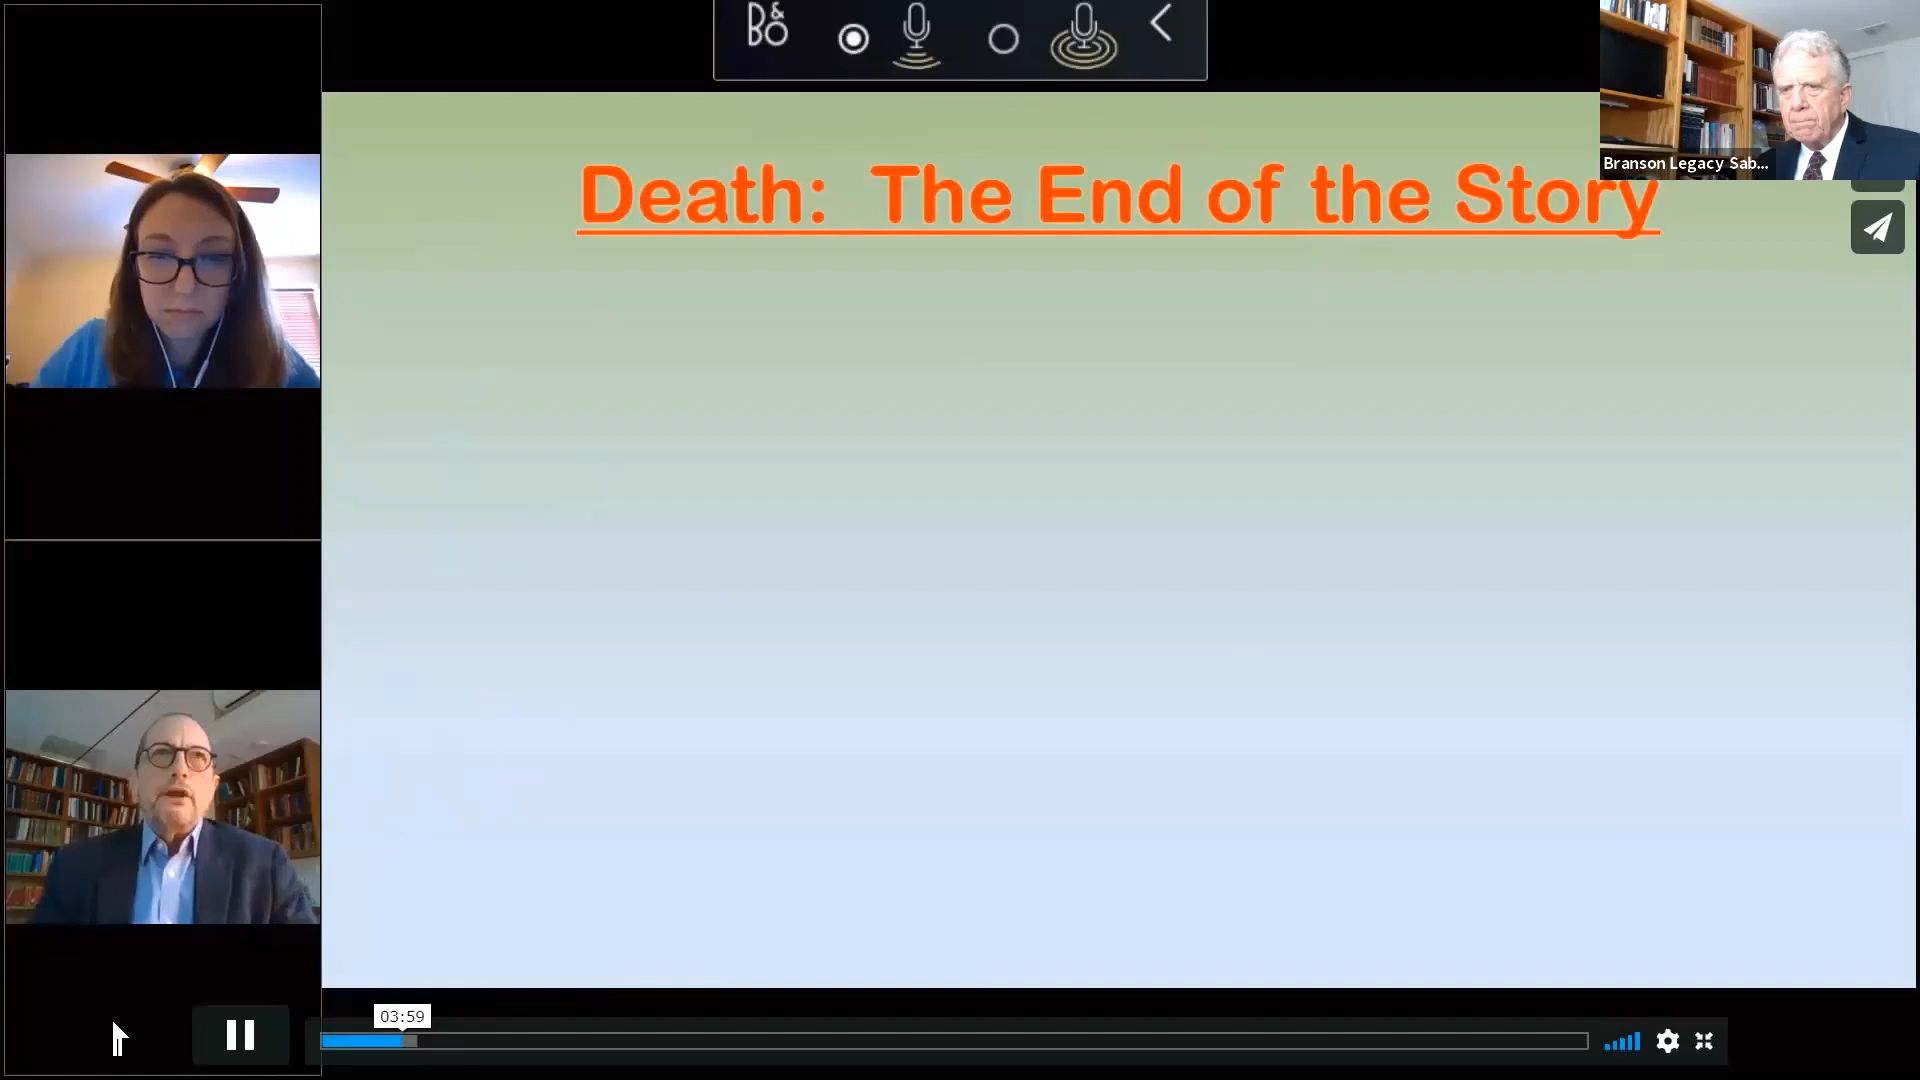 B&O
Death: The End of the Story
Branson Legacy Sab...
03:59